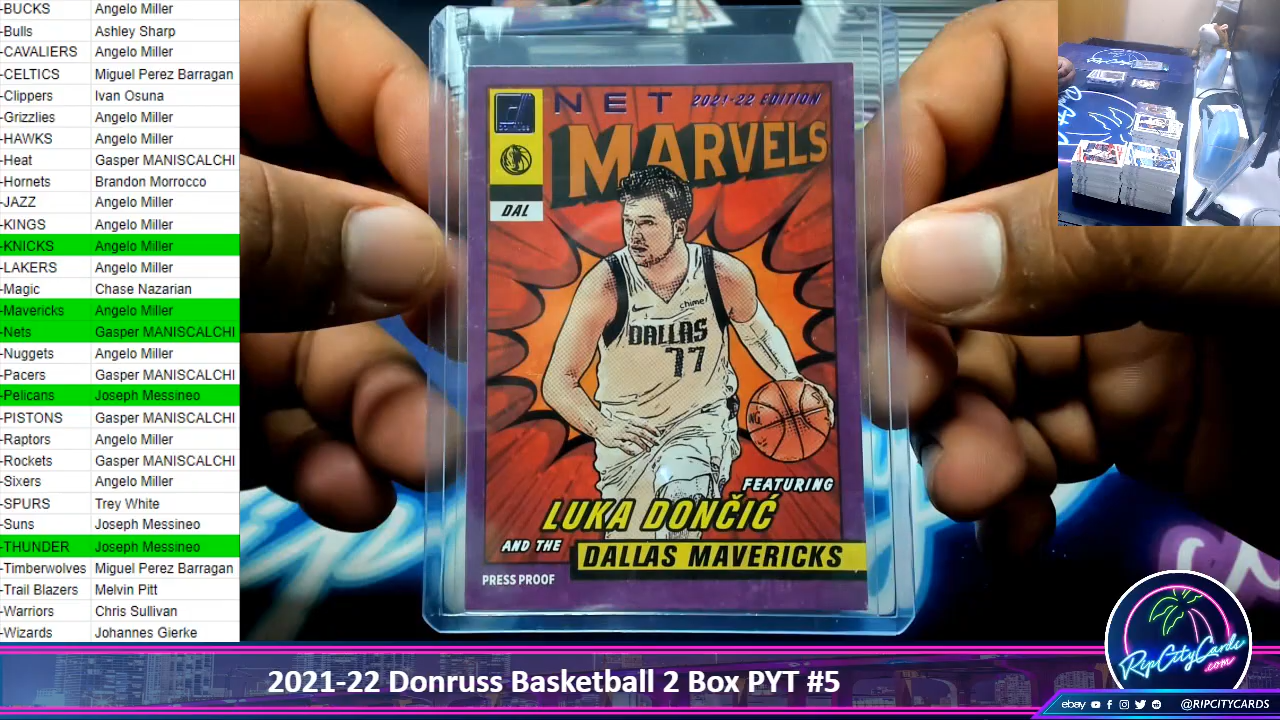 -BUCKS Angelo Miller
-Bulls Ashley Sharp
-CAVALIERS Angelo Miller
-CELTICS Miguel Perez Barragan
-Clippers Ivan Osuna
-Grizzlies Angelo Miller
-HAWKS Angelo Miller
-Heat Gasper MANISCALCHI
-Hornets Brandon Morrocco
-JAZZ Angelo Miller
-KINGS Angelo Miller
-KNICKS Angelo Miller
-LAKERS Angelo Miller
-Magic Chase Nazarian
-Mavericks Angelo Miller
-Nets Gasper MANISCALCHI
-Nuggets Angelo Miller
-Pacers Gasper MANISCALCHI
-Pelicans Joseph Messineo
-PISTONS Gasper MANISCALCHI
-Raptors Angelo Miller
-Rockets Gasper MANISCALCHI
-Sixers Angelo Miller
-SPURS Trey White
-Suns Joseph Messineo
-THUNDER Joseph Messineo
-Timberwolves Miguel Perez Barragan
-Trail Blazers Melvin Pitt
-Warriors Chris Sullivan
-Wizards Johannes Gierke
NET 2021-22 EDITION
MARVELS
DAL
chime
DALLAS
77
FEATURING
LUKA DONČIĆ
AND THE
DALLAS MAVERICKS
PRESS PROOF
2021-22 Donruss Basketball 2 Box PYT #5
RipCityCards
.com
ebay @RIPCITYCARDS